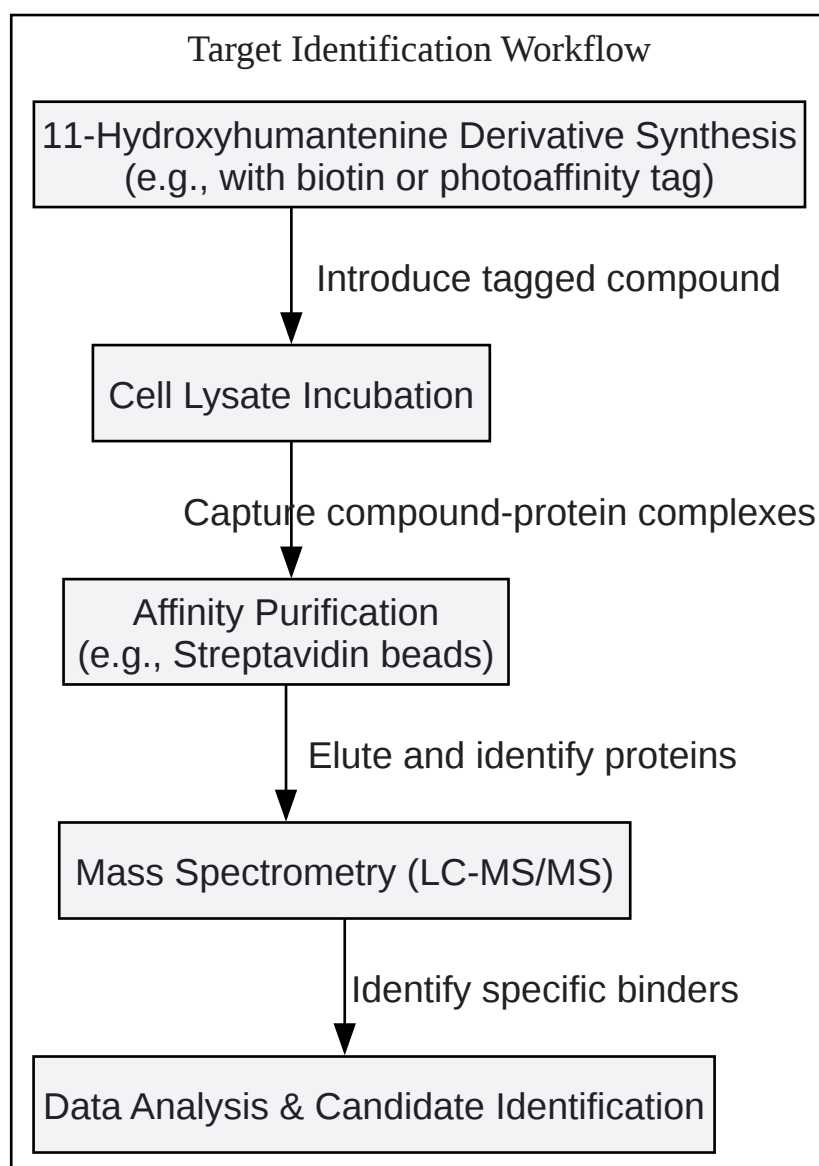 Target Identification Workflow
11-Hydroxyhumantenine Derivative Synthesis
(e.g., with biotin or photoaffinity tag)
Introduce tagged compound
Cell Lysate Incubation
Capture compound-protein complexes
Affinity Purification
(e.g., Streptavidin beads)
Elute and identify proteins
Mass Spectrometry (LC-MS/MS)
Identify specific binders
Data Analysis & Candidate Identification